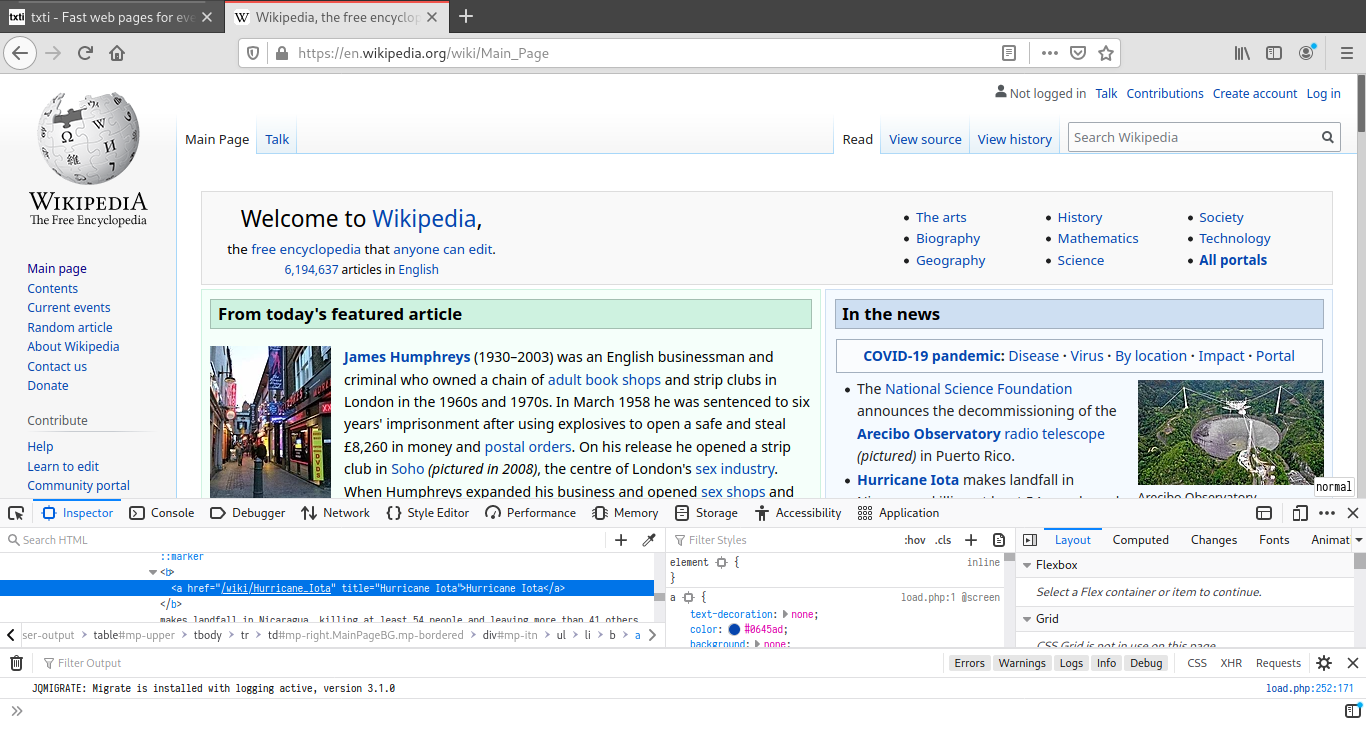 txti txti - Fast web pages for eve
W Wikipedia, the free encyclop
https://en.wikipedia.org/wiki/Main_Page
Not logged in Talk Contributions Create account Log in
Main Page Talk Read View source View history Search Wikipedia
Ω W 維 И
WIKIPEDIA
The Free Encyclopedia
Main page
Contents
Current events
Random article
About Wikipedia
Contact us
Donate
Contribute
Help
Learn to edit
Community portal
Welcome to Wikipedia,
the free encyclopedia that anyone can edit.
6,194,637 articles in English
• The arts
• Biography
• Geography
• History
• Mathematics
• Science
• Society
• Technology
• All portals
From today's featured article
James Humphreys (1930–2003) was an English businessman and
criminal who owned a chain of adult book shops and strip clubs in
London in the 1960s and 1970s. In March 1958 he was sentenced to six
years' imprisonment after using explosives to open a safe and steal
£8,260 in money and postal orders. On his release he opened a strip
club in Soho (pictured in 2008), the centre of London's sex industry.
When Humphreys expanded his business and opened sex shops and
In the news
COVID-19 pandemic: Disease · Virus · By location · Impact · Portal
• The National Science Foundation
announces the decommissioning of the
Arecibo Observatory radio telescope
(pictured) in Puerto Rico.
• Hurricane Iota makes landfall in
Arecibo Observatory
normal
Inspector Console Debugger Network Style Editor Performance Memory Storage Accessibility Application
Search HTML
::marker
<b>
<a href="/wiki/Hurricane_Iota" title="Hurricane Iota">Hurricane Iota</a>
</b>
makes landfall in Nicaragua, killing at least 54 people and leaving more than 41 others
ser-output table#mp-upper tbody tr td#mp-right.MainPageBG.mp-bordered div#mp-itn ul li b a
Filter Styles :hov .cls
element { inline
}
a { load.php:1 @screen
text-decoration: none;
color: #0645ad;
background: none;
Layout Computed Changes Fonts Animat
Flexbox
Select a Flex container or item to continue.
Grid
CSS Grid is not in use on this page
Filter Output Errors Warnings Logs Info Debug CSS XHR Requests
JQMIGRATE: Migrate is installed with logging active, version 3.1.0 load.php:252:171